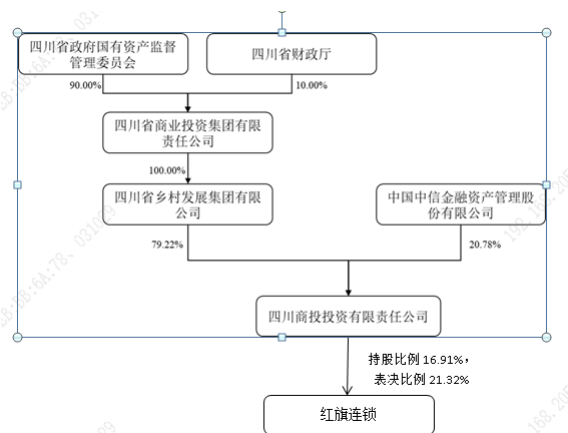 四川省政府国有资产监督
管理委员会
四川省财政厅
90.00%
10.00%
四川省商业投资集团有限
责任公司
100.00%
四川省乡村发展集团有限
公司
中国中信金融资产管理股
份有限公司
79.22%
20.78%
四川商投投资有限责任公司
持股比例 16.91%,
表决比例 21.32%
红旗连锁